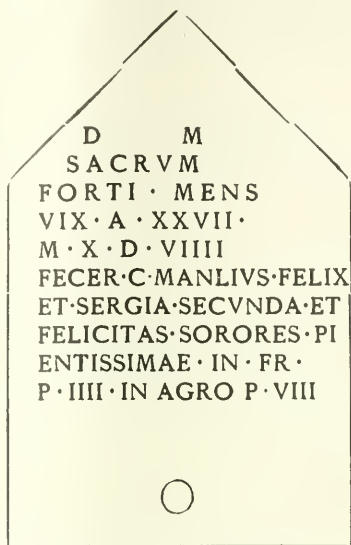 D M
SACRVM
FORTI · MENS
VIX · A · XXVII ·
M · X · D · VIIII
FECER · C · MANLIVS · FELIX
ET · SERGIA · SECVNDA · ET
FELICITAS · SORORES · PI
ENTISSIMAE · IN · FR ·
P · IIII · IN AGRO P · VIII